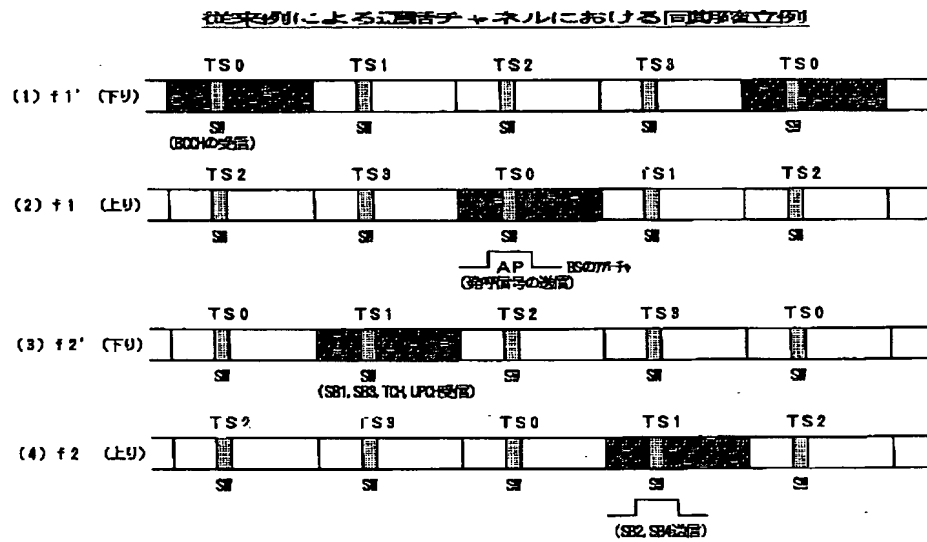 従来例による通話チャネルにおける同期確立例
TS0 TS1 TS2 TS3 TS0
(1) f1' (下り)
SW SW SW SW SW
(BCCHの受信)
TS2 TS3 TS0 TS1 TS2
(2) f1 (上り)
SW SW SW SW SW
AP BSのアパーチャ
(発呼信号の送信)
TS0 TS1 TS2 TS3 TS0
(3) f2' (下り)
SW SW SW SW SW
(SB1, SB3, TCH, UPCH受信)
TS2 TS3 TS0 TS1 TS2
(4) f2 (上り)
SW SW SW SW SW
(SB2, SB4送信)